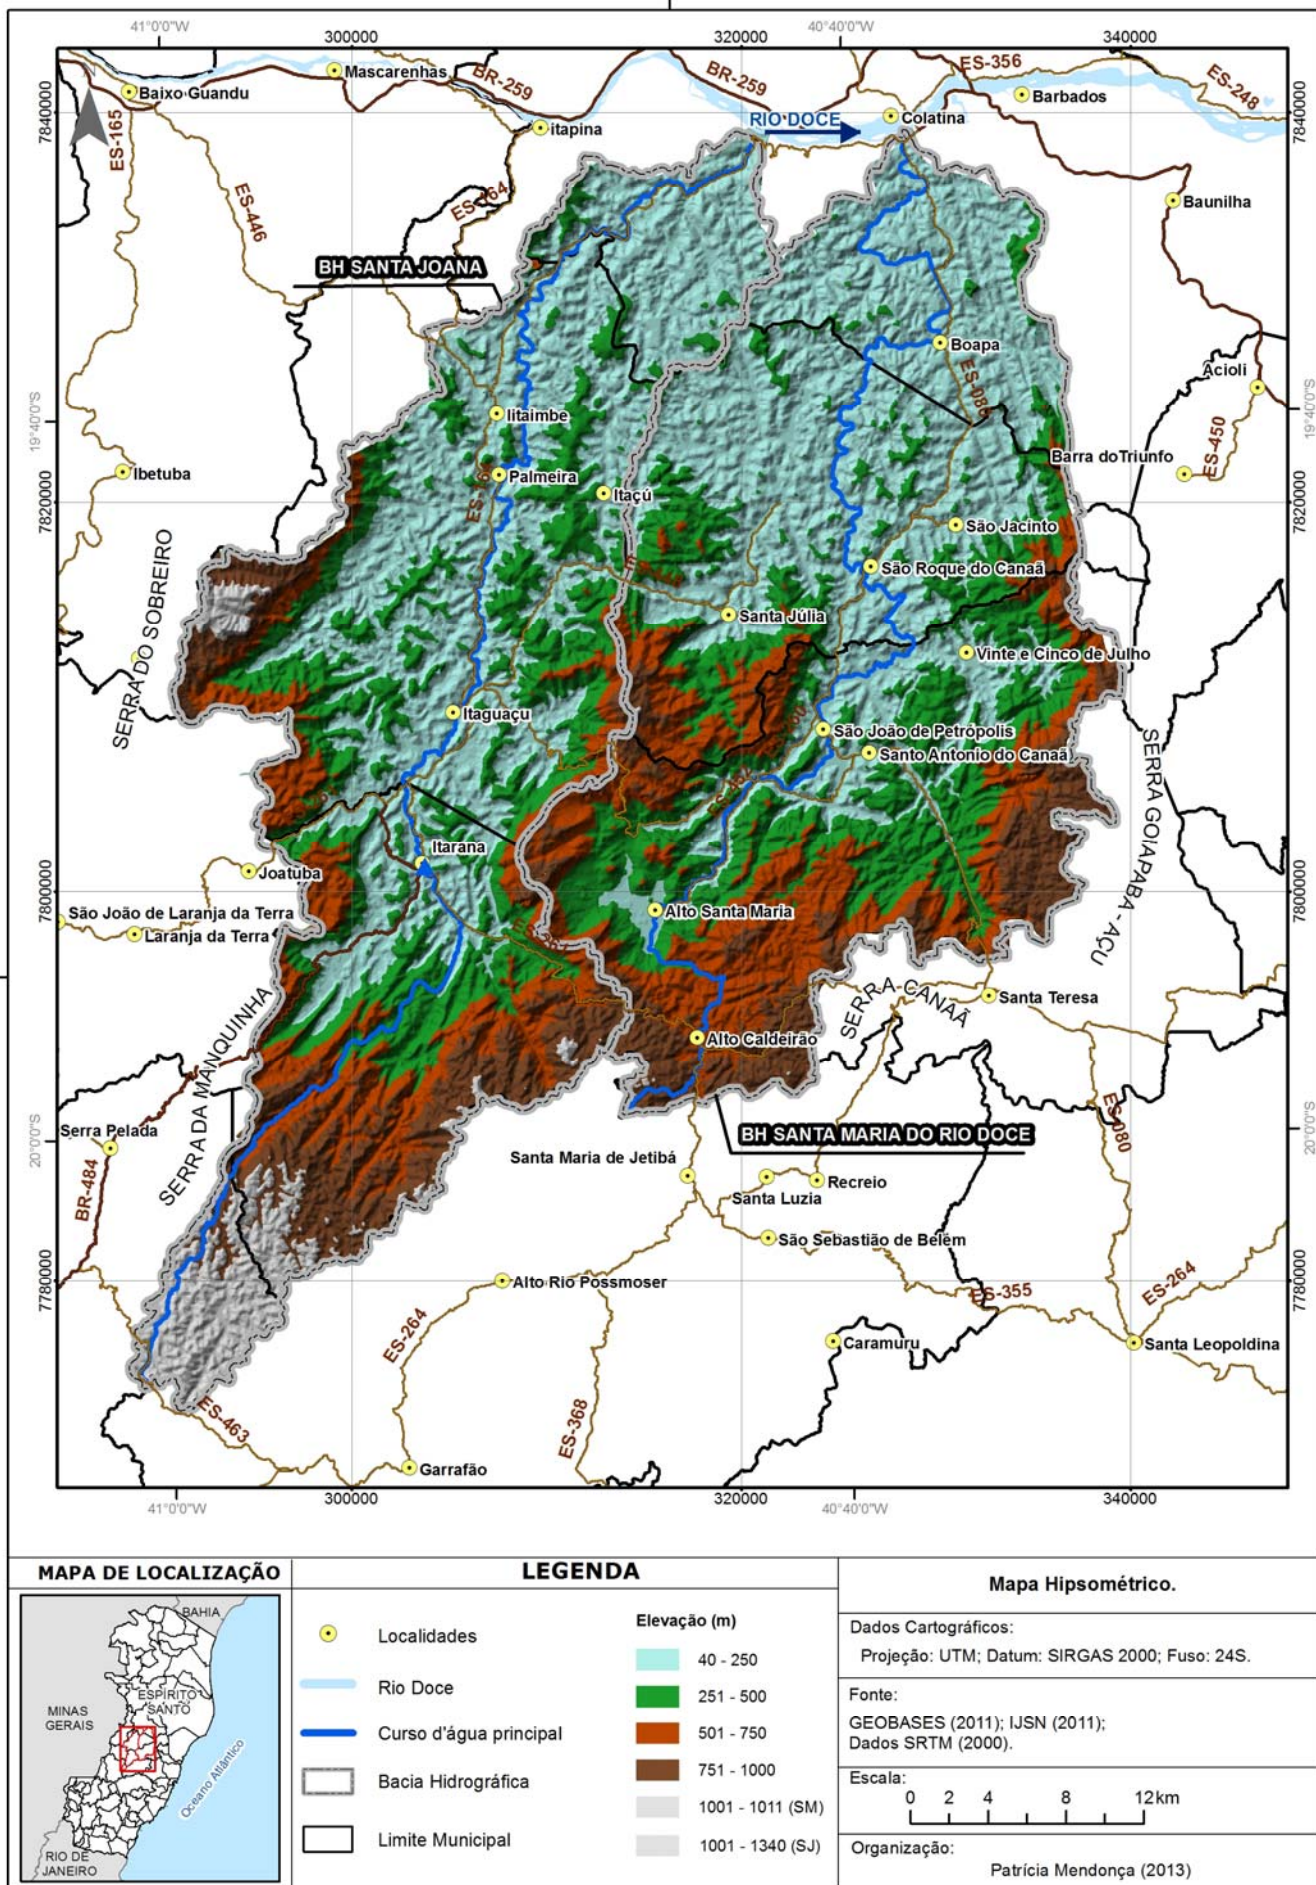 41°0'0"W
40°40'0"W
300000
320000
340000
N
Mascarenhas
BR-259
BR-259
ES-356
ES-248
Baixo Guandu
Barbados
7840000
RIO DOCE
Colatina
7840000
itapina
ES-165
ES-446
ES-164
Baunilha
BH SANTA JOANA
Boapa
Acioli
ES-080
19°40'0"S
Iitaimbe
19°40'0"S
ES-450
Barra doTriunfo
Ibetuba
Palmeira
7820000
Itaçú
7820000
ES-16
São Jacinto
São Roque do Canaã
SERRA DO SOBREIRO
Santa Júlia
Vinte e Cinco de Julho
Itaguaçu
São João de Petrópolis
Santo Antonio do Canaã
SERRA GOIAPABA - AÇU
Itarana
Joatuba
7800000
7800000
São João de Laranja da Terra
Alto Santa Maria
Laranja da Terra
SERRA CANAÃ
Santa Teresa
Alto Caldeirão
SERRA DA MANQUINHA
ES-080
20°0'0"S
Serra Pelada
BH SANTA MARIA DO RIO DOCE
20°0'0"S
Santa Maria de Jetibá
BR-484
Santa Luzia
Recreio
São Sebastião de Belém
7780000
Alto Rio Possmoser
ES-355
ES-264
7780000
ES-264
Caramuru
Santa Leopoldina
ES-463
ES-368
Garrafão
300000
320000
340000
41°0'0"W
40°40'0"W
MAPA DE LOCALIZAÇÃO
BAHIA
MINAS
GERAIS
ESPÍRITO
SANTO
Oceano Atlântico
RIO DE
JANEIRO
LEGENDA
Localidades
Rio Doce
Curso d'água principal
Bacia Hidrográfica
Limite Municipal
Elevação (m)
40 - 250
251 - 500
501 - 750
751 - 1000
1001 - 1011 (SM)
1001 - 1340 (SJ)
Mapa Hipsométrico.
Dados Cartográficos:
Projeção: UTM; Datum: SIRGAS 2000; Fuso: 24S.
Fonte:
GEOBASES (2011); IJSN (2011);
Dados SRTM (2000).
Escala:
0 2 4 8 12km
Organização:
Patrícia Mendonça (2013)